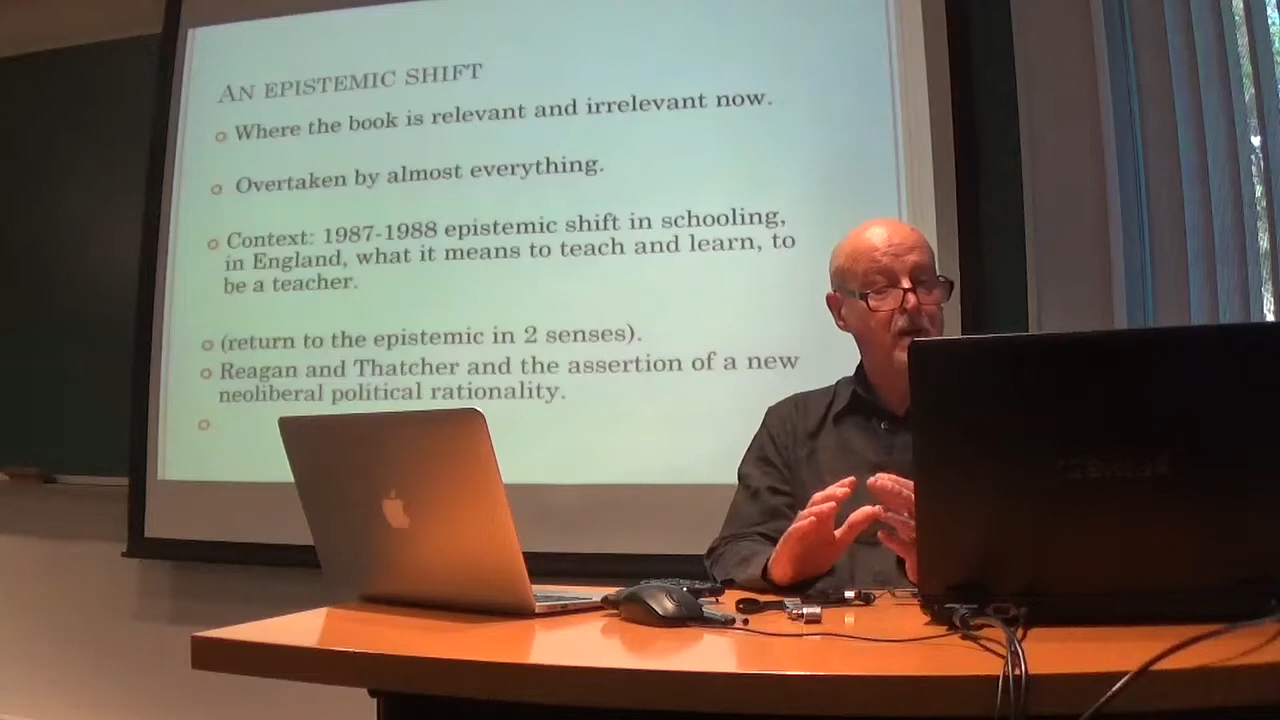 AN EPISTEMIC SHIFT
Where the book is relevant and irrelevant now.
Overtaken by almost everything.
Context: 1987-1988 epistemic shift in schooling,
in England, what it means to teach and learn, to
be a teacher.
(return to the epistemic in 2 senses).
Reagan and Thatcher and the assertion of a new
neoliberal political rationality.